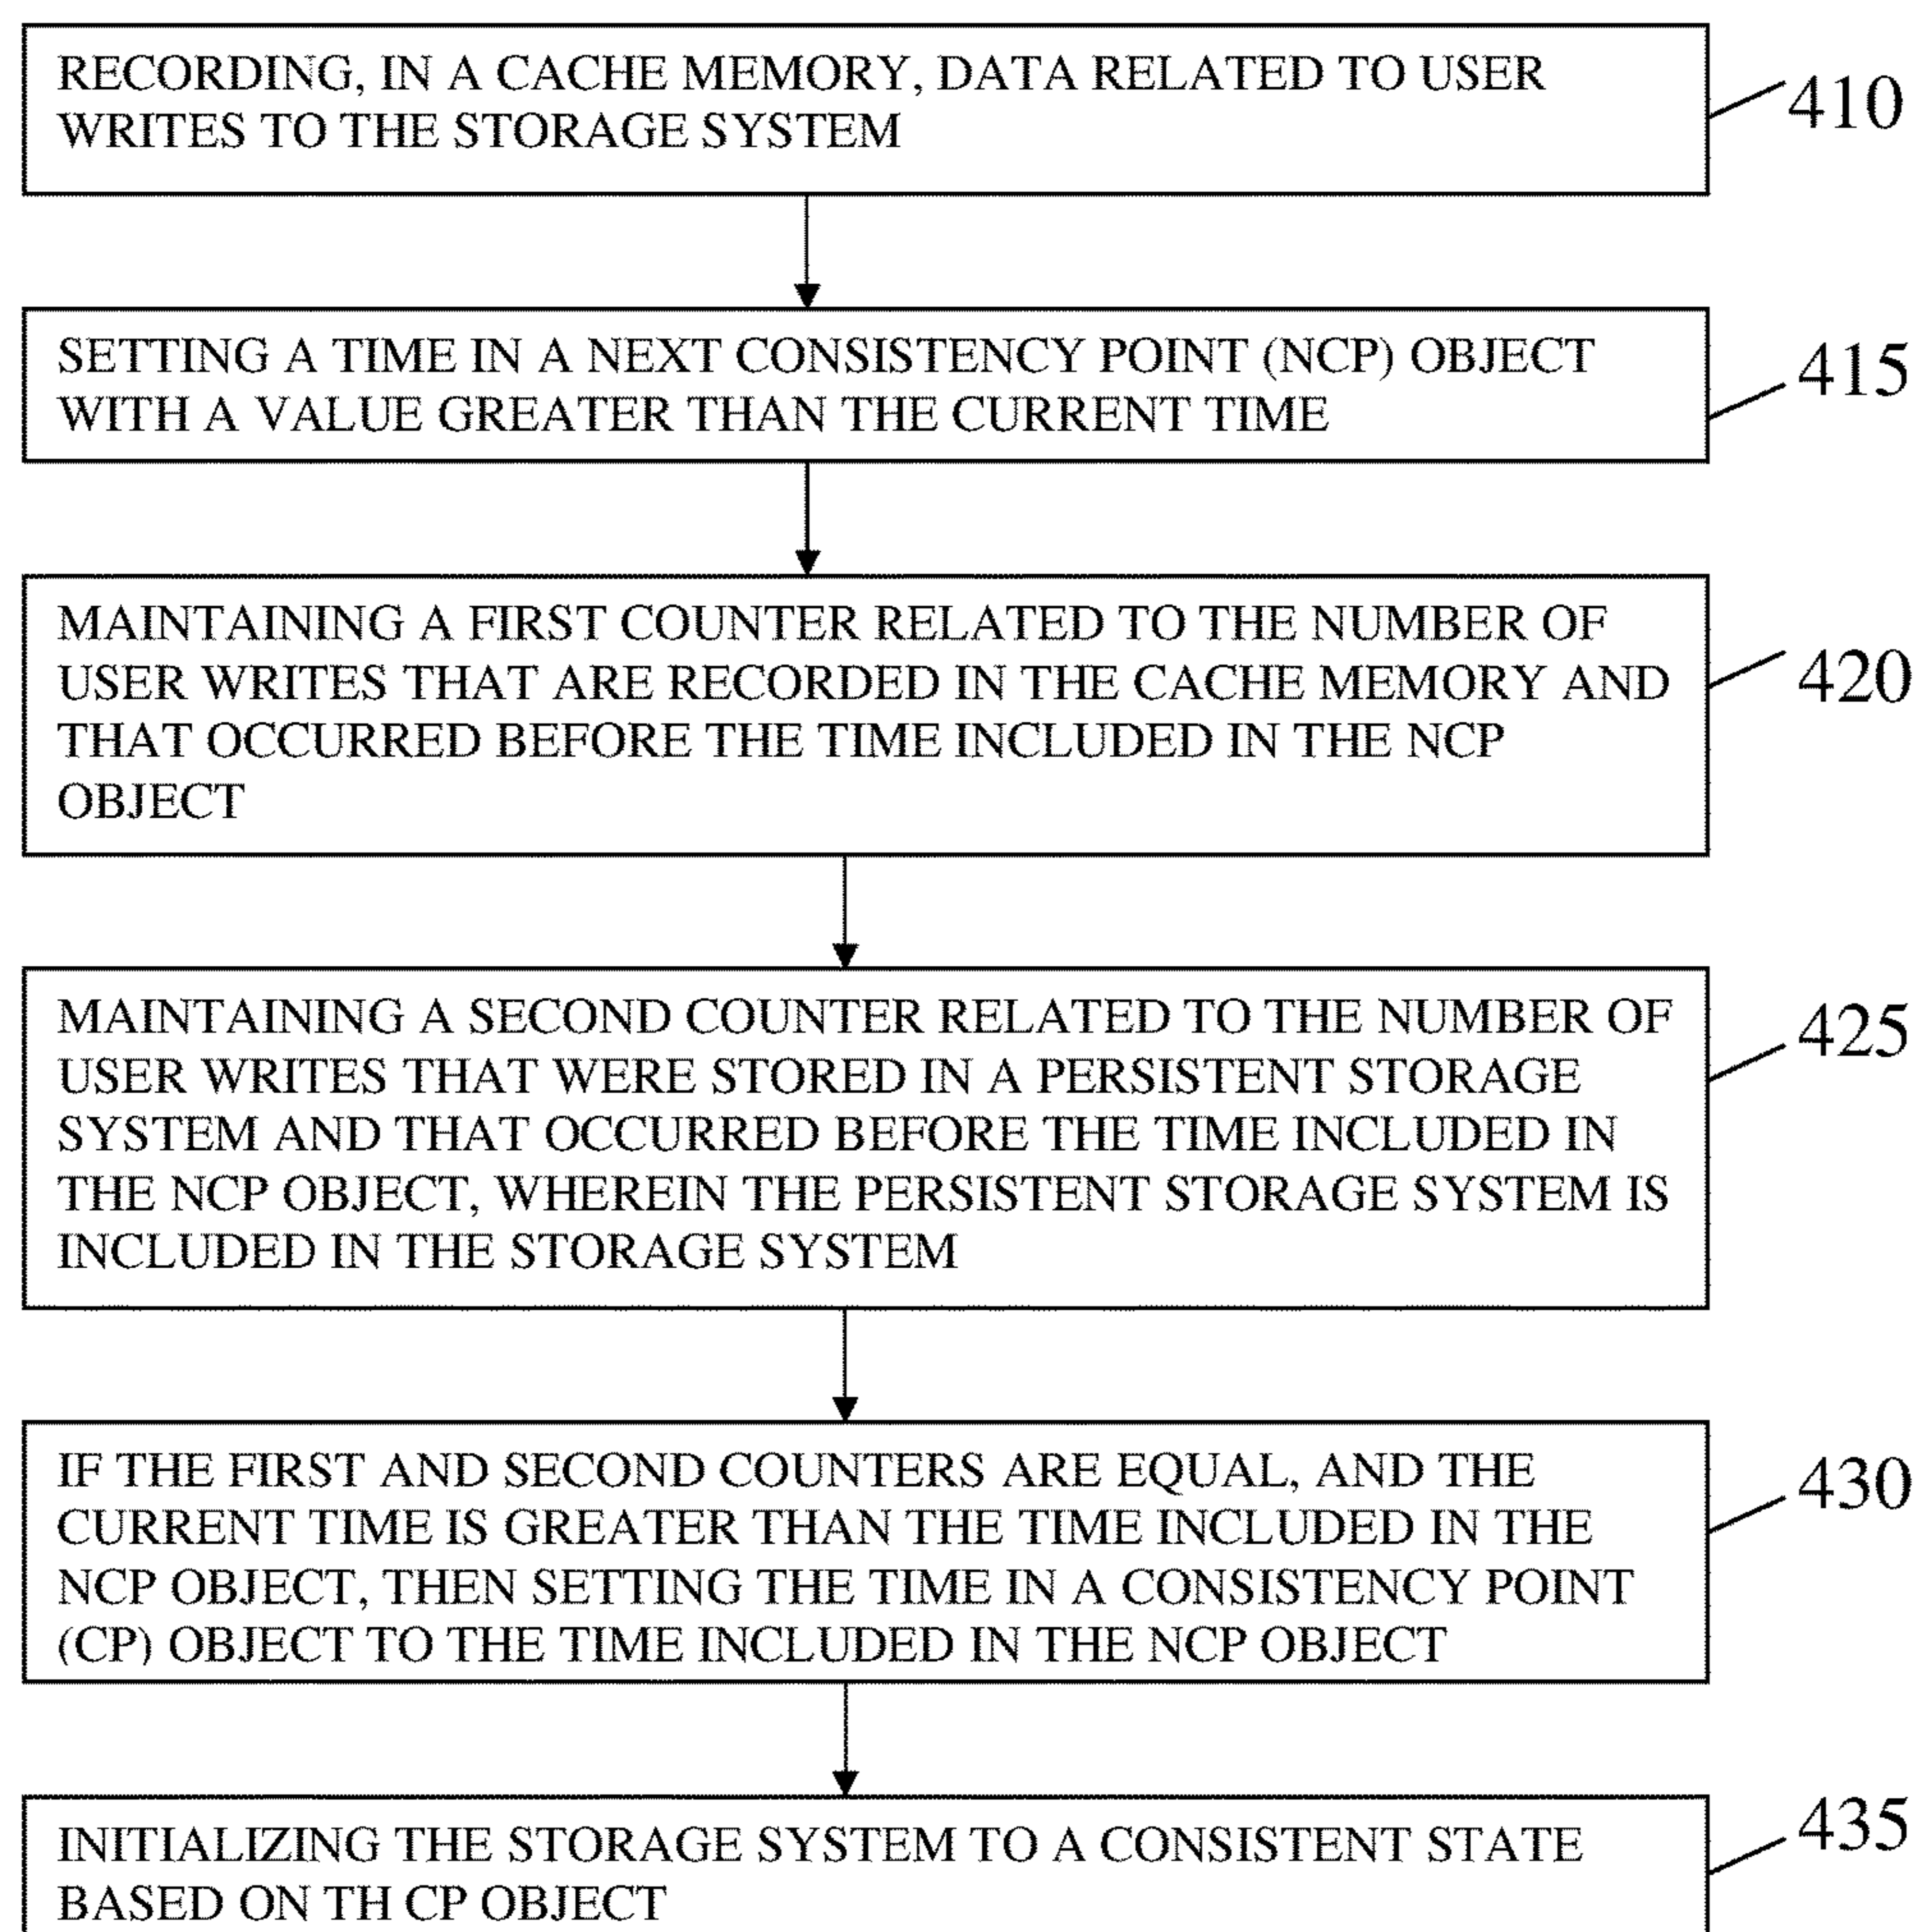 RECORDING, IN A CACHE MEMORY, DATA RELATED TO USER
WRITES TO THE STORAGE SYSTEM
410
SETTING A TIME IN A NEXT CONSISTENCY POINT (NCP) OBJECT
WITH A VALUE GREATER THAN THE CURRENT TIME
415
MAINTAINING A FIRST COUNTER RELATED TO THE NUMBER OF
USER WRITES THAT ARE RECORDED IN THE CACHE MEMORY AND
THAT OCCURRED BEFORE THE TIME INCLUDED IN THE NCP
OBJECT
420
MAINTAINING A SECOND COUNTER RELATED TO THE NUMBER OF
USER WRITES THAT WERE STORED IN A PERSISTENT STORAGE
SYSTEM AND THAT OCCURRED BEFORE THE TIME INCLUDED IN
THE NCP OBJECT, WHEREIN THE PERSISTENT STORAGE SYSTEM IS
INCLUDED IN THE STORAGE SYSTEM
425
IF THE FIRST AND SECOND COUNTERS ARE EQUAL, AND THE
CURRENT TIME IS GREATER THAN THE TIME INCLUDED IN THE
NCP OBJECT, THEN SETTING THE TIME IN A CONSISTENCY POINT
(CP) OBJECT TO THE TIME INCLUDED IN THE NCP OBJECT
430
INITIALIZING THE STORAGE SYSTEM TO A CONSISTENT STATE
BASED ON TH CP OBJECT
435